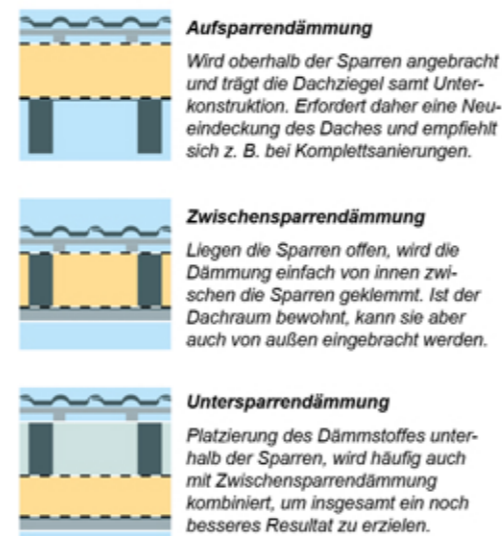 Aufsparrendämmung
Wird oberhalb der Sparren angebracht
und trägt die Dachziegel samt Unter-
konstruktion. Erfordert daher eine Neu-
eindeckung des Daches und empfiehlt
sich z. B. bei Komplettsanierungen.
Zwischensparrendämmung
Liegen die Sparren offen, wird die
Dämmung einfach von innen zwi-
schen die Sparren geklemmt. Ist der
Dachraum bewohnt, kann sie aber
auch von außen eingebracht werden.
Untersparrendämmung
Platzierung des Dämmstoffes unter-
halb der Sparren, wird häufig auch
mit Zwischensparrendämmung
kombiniert, um insgesamt ein noch
besseres Resultat zu erzielen.